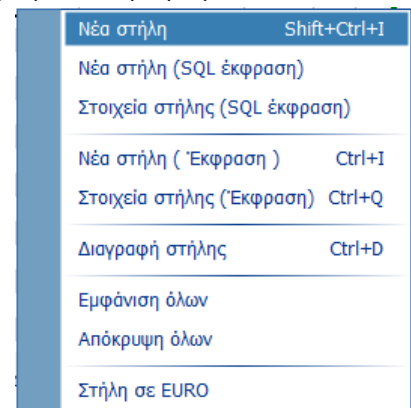 Νέα στήλη Shift+Ctrl+I
Νέα στήλη (SQL έκφραση)
Στοιχεία στήλης (SQL έκφραση)
Νέα στήλη ( Έκφραση ) Ctrl+I
Στοιχεία στήλης (Έκφραση) Ctrl+Q
Διαγραφή στήλης Ctrl+D
Εμφάνιση όλων
Απόκρυψη όλων
Στήλη σε EURO